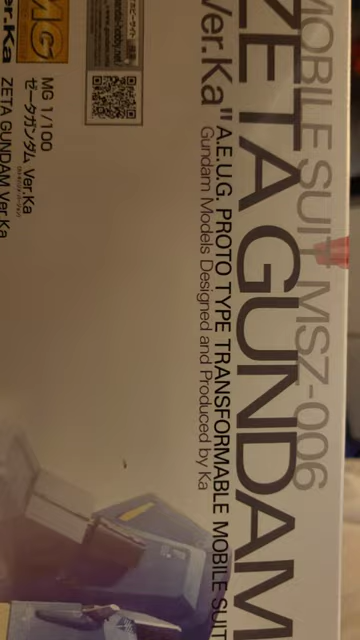 MOBILE SUIT MSZ-006
ZETA GUNDAM
Ver.Ka"
A.E.U.G. PROTO TYPE TRANSFORMABLE MOBILE SUIT
Gundam Models Designed and Produced by Ka
MG
MG 1/100
ゼータガンダム Ver.Ka
er.Ka
ZETA GUNDAM Ver.Ka